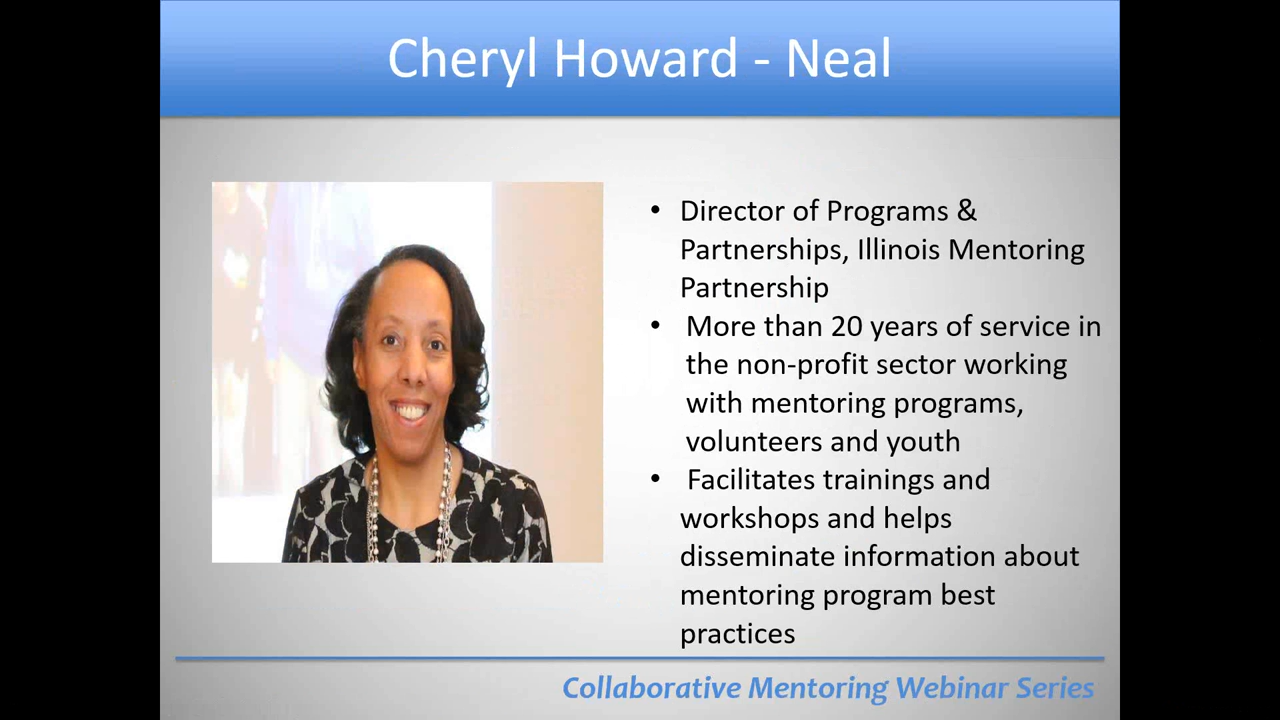 Cheryl Howard - Neal
• Director of Programs &
Partnerships, Illinois Mentoring
Partnership
• More than 20 years of service in
the non-profit sector working
with mentoring programs,
volunteers and youth
• Facilitates trainings and
workshops and helps
disseminate information about
mentoring program best
practices
Collaborative Mentoring Webinar Series